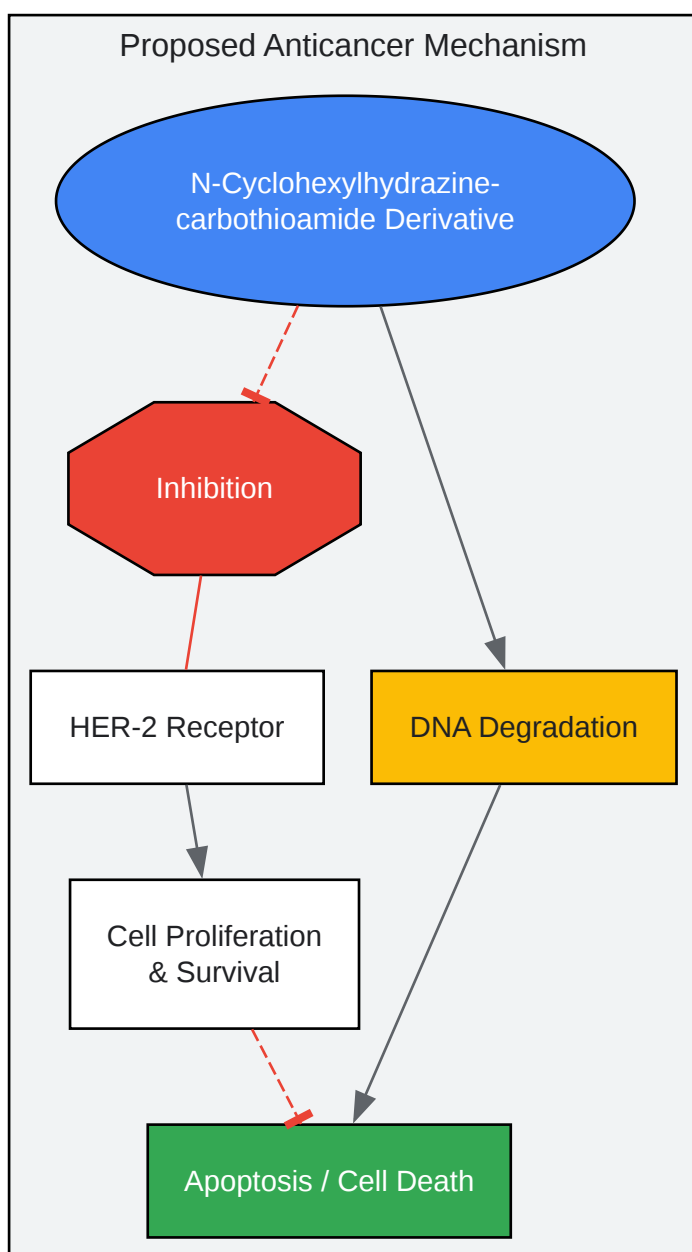 Proposed Anticancer Mechanism
N-Cyclohexylhydrazine-
carbothioamide Derivative
Inhibition
HER-2 Receptor
DNA Degradation
Cell Proliferation
& Survival
Apoptosis / Cell Death